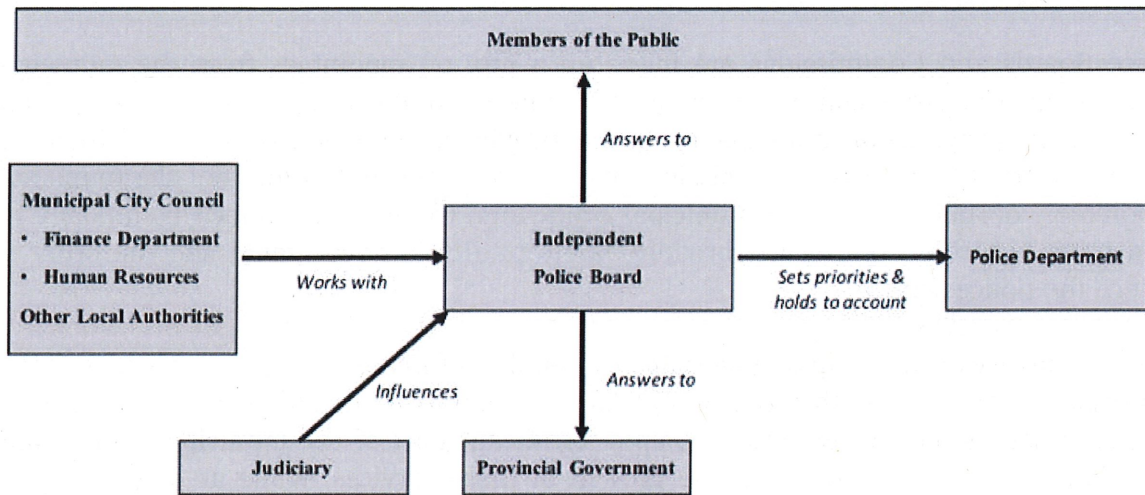 Members of the Public
Answers to
Municipal City Council
• Finance Department
• Human Resources
Other Local Authorities
Works with
Independent
Police Board
Sets priorities &
holds to account
Police Department
Influences
Answers to
Judiciary
Provincial Government